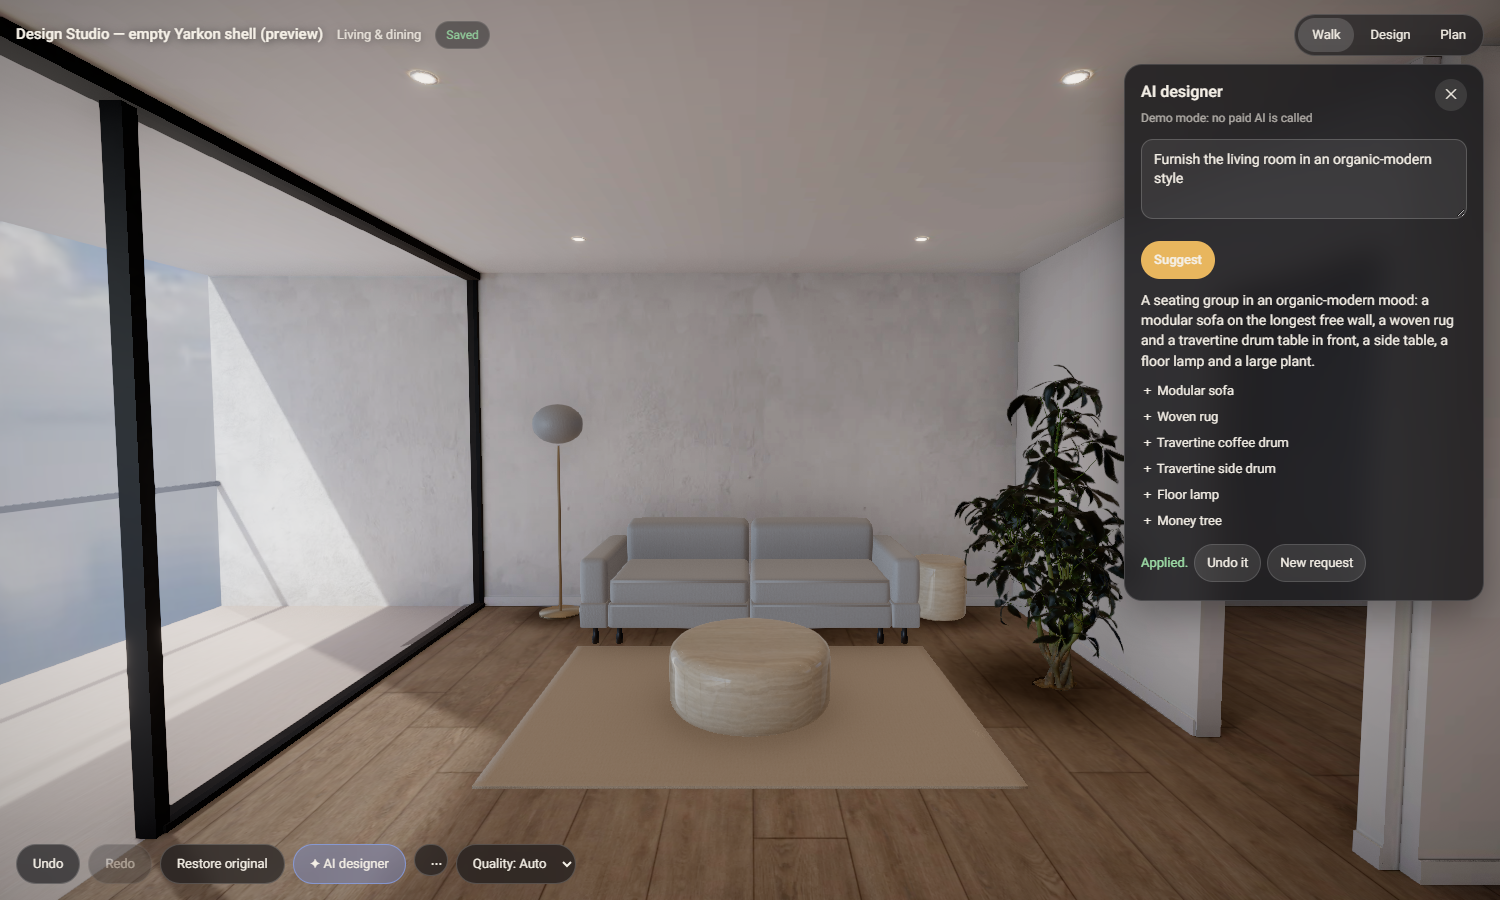 Design Studio — empty Yarkon shell (preview) Living & dining Saved
Walk Design Plan
AI designer
Demo mode: no paid AI is called
Furnish the living room in an organic-modern
style
Suggest
A seating group in an organic-modern mood: a
modular sofa on the longest free wall, a woven rug
and a travertine drum table in front, a side table, a
floor lamp and a large plant.
+ Modular sofa
+ Woven rug
+ Travertine coffee drum
+ Travertine side drum
+ Floor lamp
+ Money tree
Applied. Undo it New request
Undo Redo Restore original ✦ AI designer ... Quality: Auto